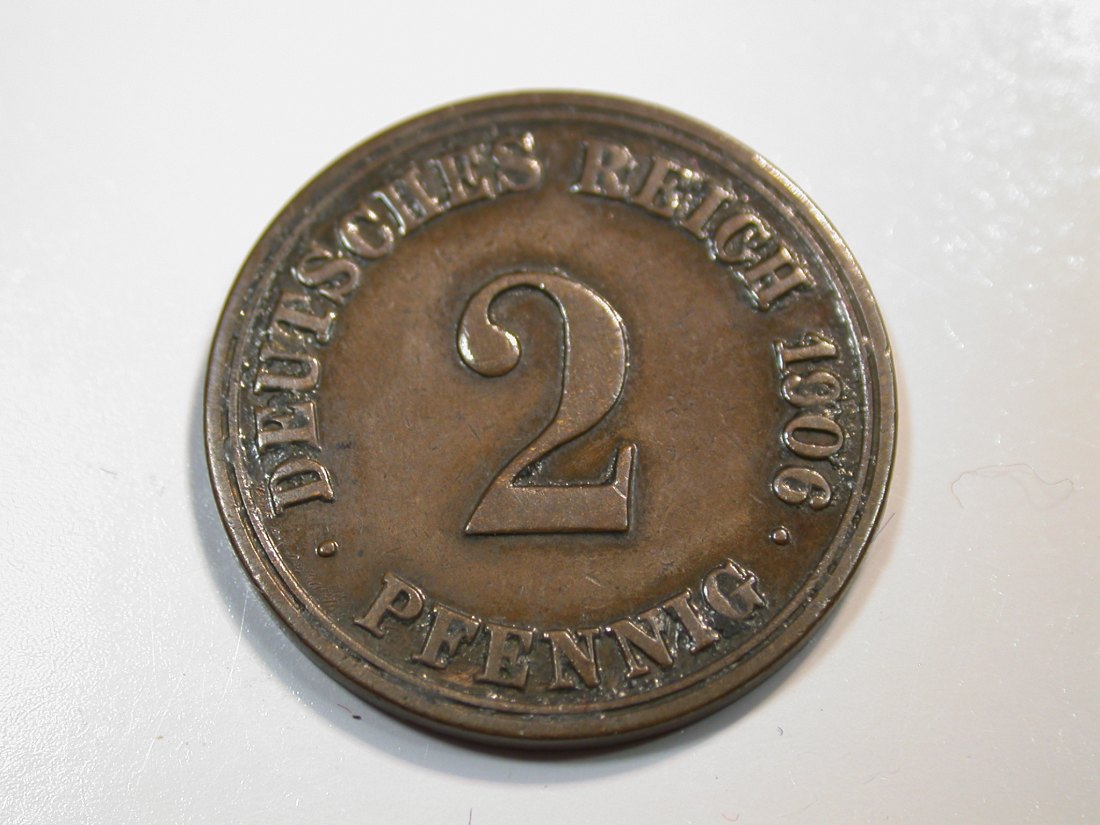 DEUTSCHES REICH 1906
2
· PFENNIG ·